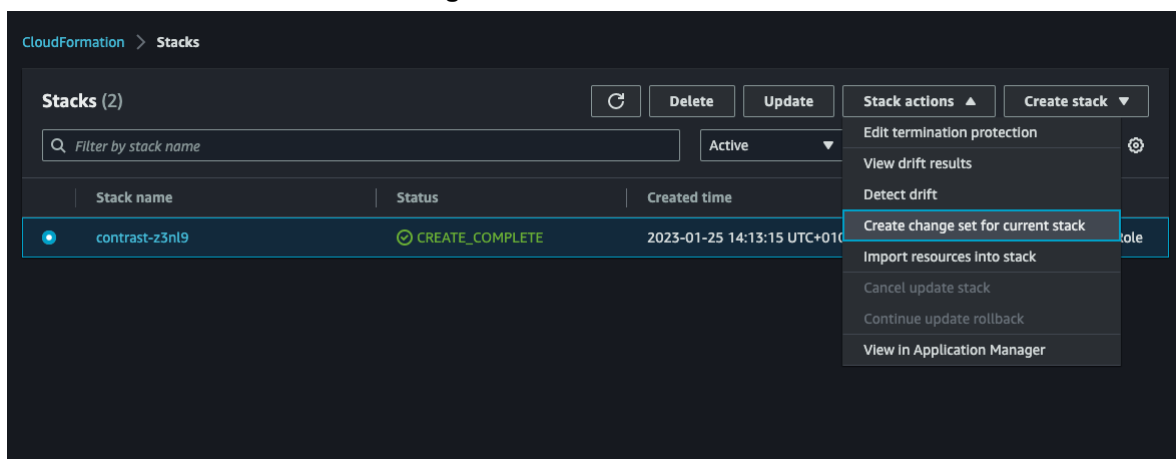 CloudFormation > Stacks
Stacks (2)
Delete
Update
Stack actions ▲
Create stack ▼
Filter by stack name
Active ▼
Edit termination protection
View drift results
Detect drift
Create change set for current stack
Import resources into stack
Cancel update stack
Continue update rollback
View in Application Manager
Stack name
Status
Created time
contrast-z3nl9
CREATE_COMPLETE
2023-01-25 14:13:15